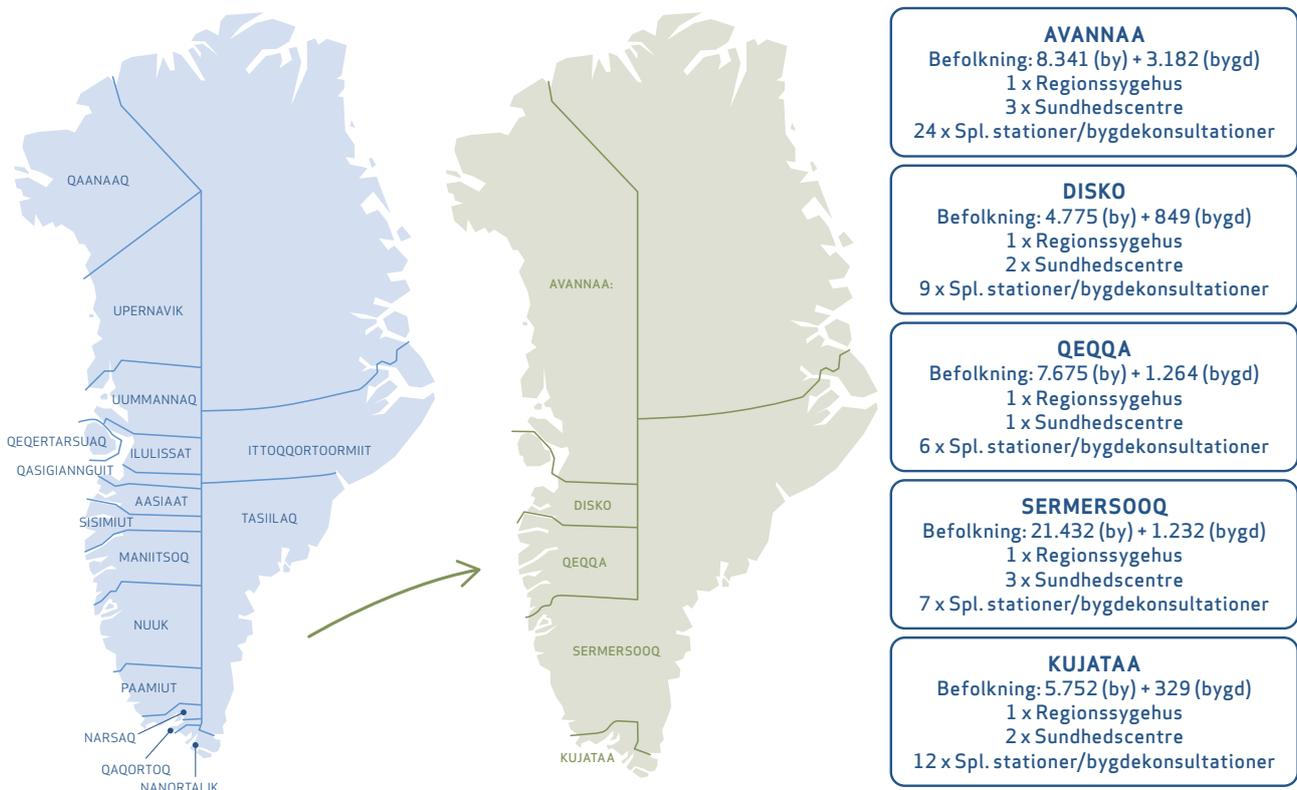 QAANAAQ
UPERNAVIK
UUMMANNAQ
QEQERTARSUAQ
ILULISSAT
ITTOQQORTOORMIIT
QASIGIANNGUIT
AASIAAT
SISIMIUT
TASIILAQ
MANIITSOQ
NUUK
PAAMIUT
NARSAQ
QAQORTOQ
NANORTALIK
AVANNAA:
DISKO
QEQQA
SERMERSOOQ
KUJATAA
AVANNAA
Befolkning: 8.341 (by) + 3.182 (bygd)
1 x Regionssygehus
3 x Sundhedscentre
24 x Spl. stationer/bygdekonsultationer
DISKO
Befolkning: 4.775 (by) + 849 (bygd)
1 x Regionssygehus
2 x Sundhedscentre
9 x Spl. stationer/bygdekonsultationer
QEQQA
Befolkning: 7.675 (by) + 1.264 (bygd)
1 x Regionssygehus
1 x Sundhedscentre
6 x Spl. stationer/bygdekonsultationer
SERMERSOOQ
Befolkning: 21.432 (by) + 1.232 (bygd)
1 x Regionssygehus
3 x Sundhedscentre
7 x Spl. stationer/bygdekonsultationer
KUJATAA
Befolkning: 5.752 (by) + 329 (bygd)
1 x Regionssygehus
2 x Sundhedscentre
12 x Spl. stationer/bygdekonsultationer